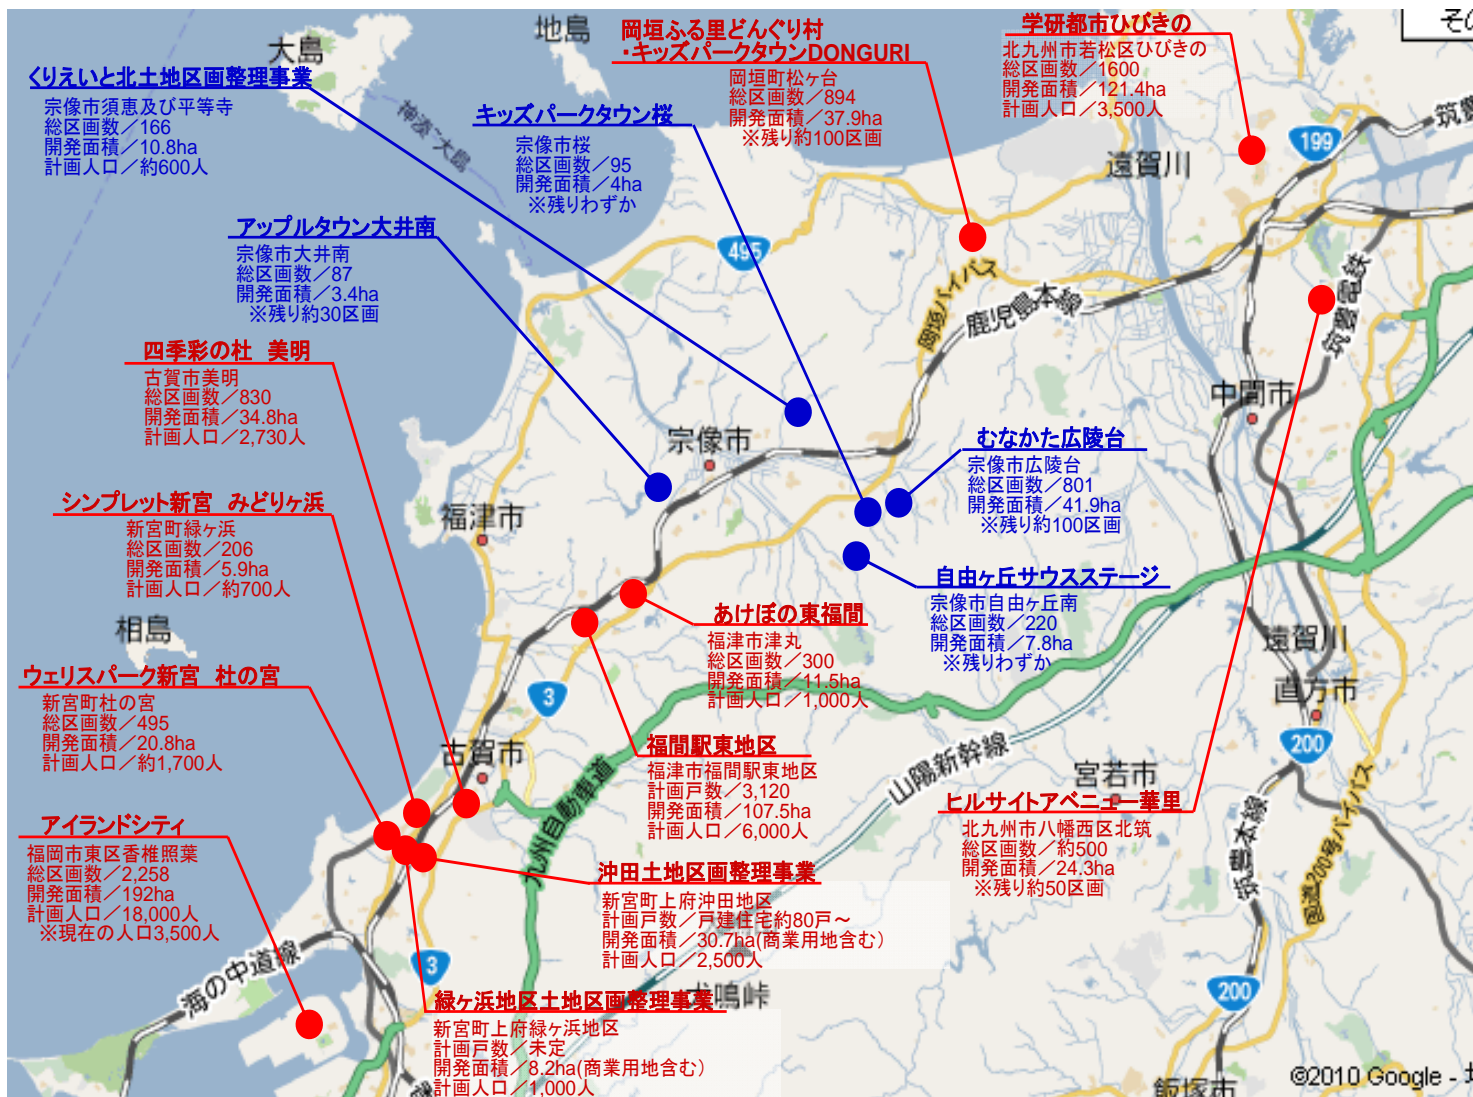 大島
地島
岡垣ふる里どんぐり村
・キッズパークタウンDONGURI
岡垣町松ヶ台
総区画数／894
開発面積／37.9ha
※残り約100区画
学研都市ひびきの
北九州市若松区ひびきの
総区画数／1600
開発面積／121.4ha
計画人口／3,500人
くりえいと北土地区画整理事業
宗像市須恵及び平等寺
総区画数／166
開発面積／10.8ha
計画人口／約600人
神湊~大島
キッズパークタウン桜
宗像市桜
総区画数／95
開発面積／4ha
※残りわずか
遠賀川
199
筑豊
アップルタウン大井南
宗像市大井南
総区画数／87
開発面積／3.4ha
※残り約30区画
495
岡垣バイパス
鹿児島本線
筑豊電鉄
四季彩の杜　美明
古賀市美明
総区画数／830
開発面積／34.8ha
計画人口／2,730人
中間市
宗像市
むなかた広陵台
宗像市広陵台
総区画数／801
開発面積／41.9ha
※残り約100区画
シンプレット新宮　みどりヶ浜
新宮町緑ヶ浜
総区画数／206
開発面積／5.9ha
計画人口／約700人
福津市
自由ヶ丘サウスステージ
宗像市自由ヶ丘南
総区画数／220
開発面積／7.8ha
※残りわずか
あけぼの東福間
福津市津丸
総区画数／300
開発面積／11.5ha
計画人口／1,000人
相島
遠賀川
直方市
ウェリスパーク新宮　杜の宮
新宮町杜の宮
総区画数／495
開発面積／20.8ha
計画人口／約1,700人
3
200
古賀市
福間駅東地区
福津市福間駅東地区
計画戸数／3,120
開発面積／107.5ha
計画人口／6,000人
九州自動車道
山陽新幹線
宮若市
ヒルサイトアベニュー華里
北九州市八幡西区北筑
総区画数／約500
開発面積／24.3ha
※残り約50区画
筑豊本線
国道200号バイパス
アイランドシティ
福岡市東区香椎照葉
総区画数／2,258
開発面積／192ha
計画人口／18,000人
※現在の人口3,500人
沖田土地区画整理事業
新宮町上府沖田地区
計画戸数／戸建住宅約80戸～
開発面積／30.7ha(商業用地含む）
計画人口／2,500人
海の中道線
3
犬鳴峠
200
緑ヶ浜地区土地区画整理事業
新宮町上府緑ヶ浜地区
計画戸数／未定
開発面積／8.2ha(商業用地含む）
計画人口／1,000人
飯塚市
©2010 Google -